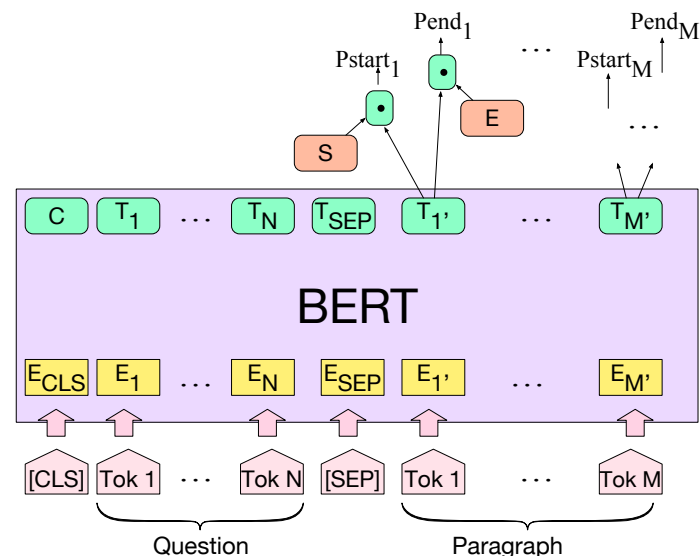 Pend1 ... PendM
Pstart1 PstartM
• • E ...
S
C T1 ... TN TSEP T1' ... TM'
BERT
ECLS E1 ... EN ESEP E1' ... EM'
[CLS] Tok 1 ... Tok N [SEP] Tok 1 ... Tok M
Question Paragraph